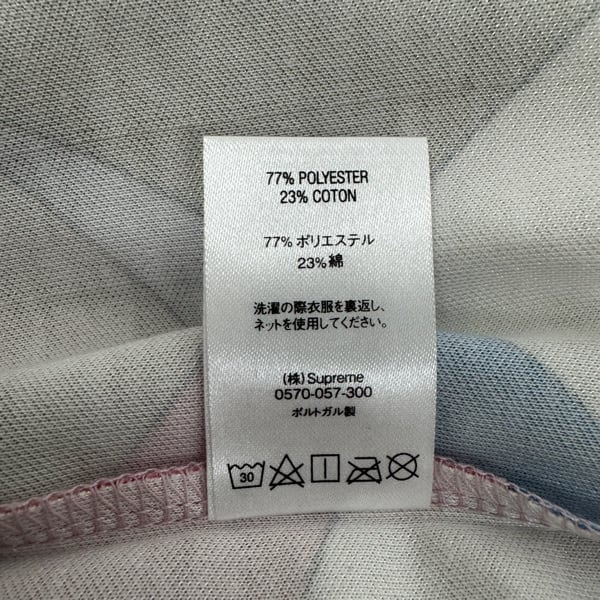 77% POLYESTER
23% COTON
77% ポリエステル
23% 綿
洗濯の際衣服を裏返し、
ネットを使用してください。
(株) Supreme
0570-057-300
ポルトガル製
30